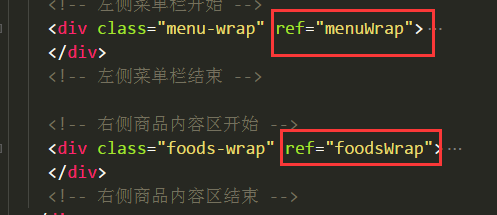 <!-- 左侧菜单栏开始 -->
<div class="menu-wrap" ref="menuWrap">…
</div>
<!-- 左侧菜单栏结束 -->
<!-- 右侧商品内容区开始 -->
<div class="foods-wrap" ref="foodsWrap">…
</div>
<!-- 右侧商品内容区结束 -->